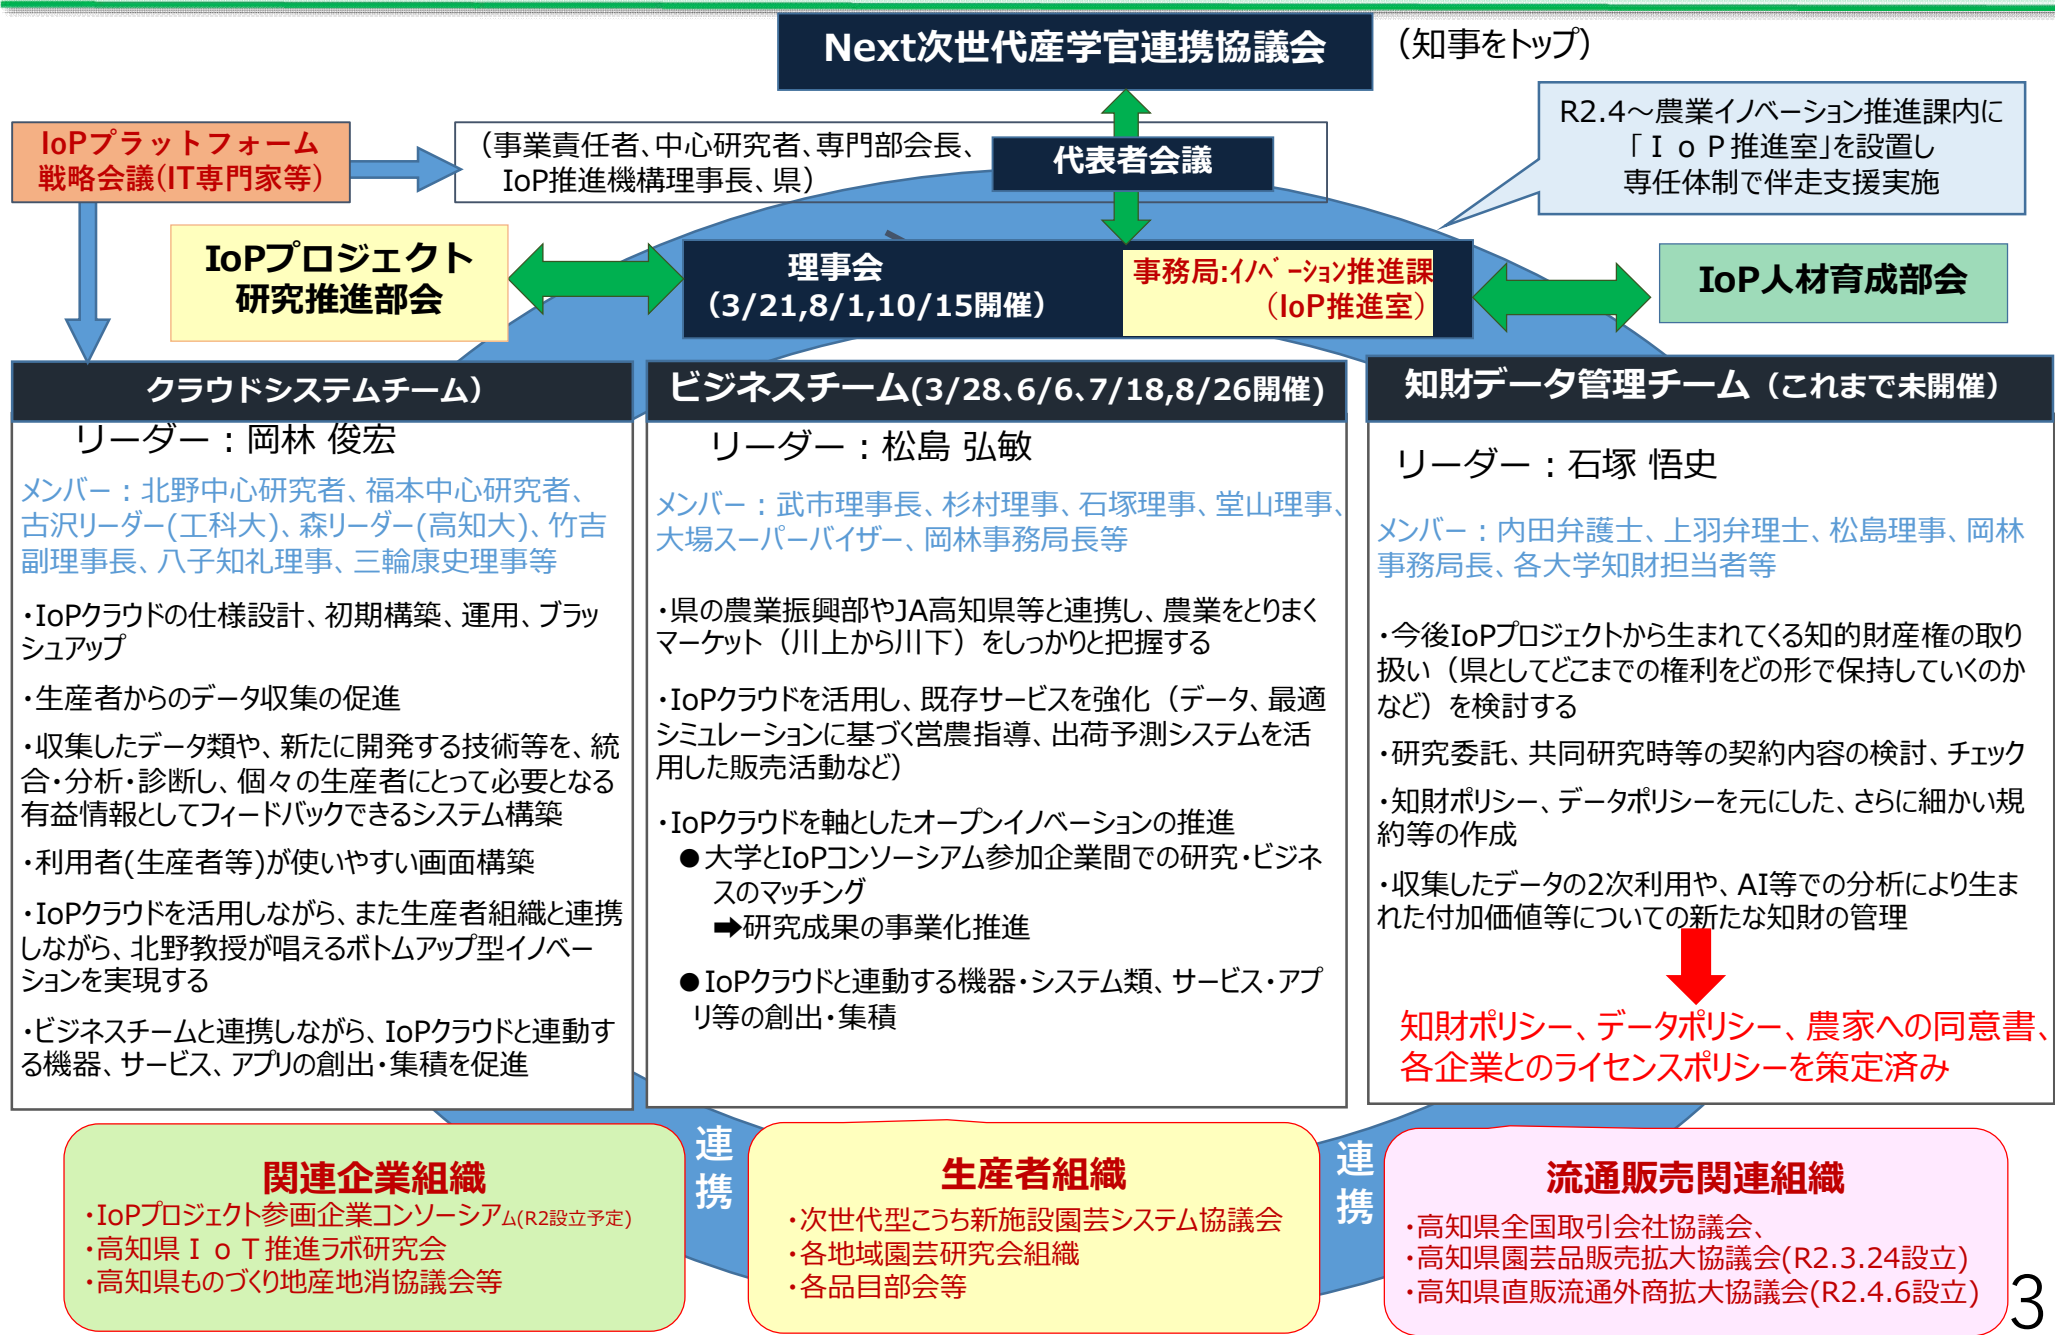 Next次世代産学官連携協議会
（知事をトップ）
R2.4～農業イノベーション推進課内に
「ＩｏＰ推進室」を設置し
専任体制で伴走支援実施
IoPプラットフォーム
戦略会議(IT専門家等)
（事業責任者、中心研究者、専門部会長、
IoP推進機構理事長、県）
代表者会議
IoPプロジェクト
研究推進部会
理事会
（3/21,8/1,10/15開催）
事務局:ｲﾉﾍﾞｰｼｮﾝ推進課
（IoP推進室）
IoP人材育成部会
クラウドシステムチーム）
リーダー：岡林 俊宏
メンバー：北野中心研究者、福本中心研究者、
古沢リーダー(工科大)、森リーダー(高知大)、竹吉
副理事長、八子知礼理事、三輪康史理事等
・IoPクラウドの仕様設計、初期構築、運用、ブラッ
シュアップ
・生産者からのデータ収集の促進
・収集したデータ類や、新たに開発する技術等を、統
合・分析・診断し、個々の生産者にとって必要となる
有益情報としてフィードバックできるシステム構築
・利用者(生産者等)が使いやすい画面構築
・IoPクラウドを活用しながら、また生産者組織と連携
しながら、北野教授が唱えるボトムアップ型イノベー
ションを実現する
・ビジネスチームと連携しながら、IoPクラウドと連動す
る機器、サービス、アプリの創出・集積を促進
ビジネスチーム(3/28、6/6、7/18,8/26開催)
リーダー：松島 弘敏
メンバー：武市理事長、杉村理事、石塚理事、堂山理事、
大場スーパーバイザー、岡林事務局長等
・県の農業振興部やJA高知県等と連携し、農業をとりまく
マーケット（川上から川下）をしっかりと把握する
・IoPクラウドを活用し、既存サービスを強化（データ、最適
シミュレーションに基づく営農指導、出荷予測システムを活
用した販売活動など）
・IoPクラウドを軸としたオープンイノベーションの推進
●大学とIoPコンソーシアム参加企業間での研究・ビジネ
スのマッチング
➡研究成果の事業化推進
●IoPクラウドと連動する機器・システム類、サービス・アプ
リ等の創出・集積
知財データ管理チーム（これまで未開催）
リーダー：石塚 悟史
メンバー：内田弁護士、上羽弁理士、松島理事、岡林
事務局長、各大学知財担当者等
・今後IoPプロジェクトから生まれてくる知的財産権の取り
扱い（県としてどこまでの権利をどの形で保持していくのか
など）を検討する
・研究委託、共同研究時等の契約内容の検討、チェック
・知財ポリシー、データポリシーを元にした、さらに細かい規
約等の作成
・収集したデータの2次利用や、AI等での分析により生ま
れた付加価値等についての新たな知財の管理
知財ポリシー、データポリシー、農家への同意書、
各企業とのライセンスポリシーを策定済み
関連企業組織
・IoPプロジェクト参画企業コンソーシアム(R2設立予定)
・高知県ＩｏＴ推進ラボ研究会
・高知県ものづくり地産地消協議会等
連携
生産者組織
・次世代型こうち新施設園芸システム協議会
・各地域園芸研究会組織
・各品目部会等
連携
流通販売関連組織
・高知県全国取引会社協議会、
・高知県園芸品販売拡大協議会(R2.3.24設立)
・高知県直販流通外商拡大協議会(R2.4.6設立)
3